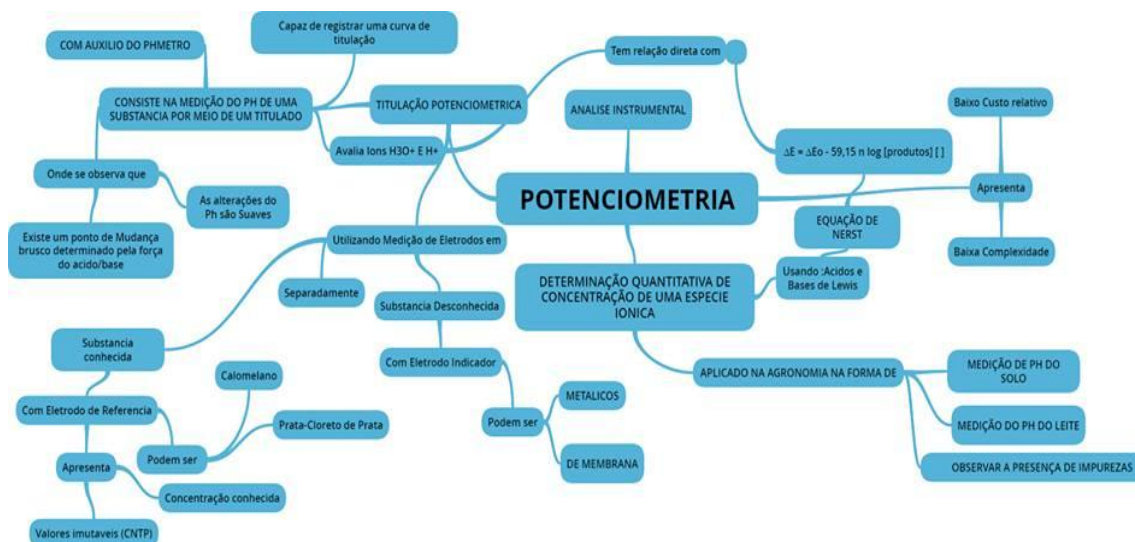 Capaz de registrar uma curva de
titulação
COM AUXILIO DO PHMETRO
Tem relação direta com
CONSISTE NA MEDIÇÃO DO PH DE UMA
SUBSTANCIA POR MEIO DE UM TITULADO
TITULAÇÃO POTENCIOMETRICA
ANALISE INSTRUMENTAL
Baixo Custo relativo
Avalia Ions H3O+ E H+
∆E = ∆Eo - 59,15 n log [produtos] [ ]
Onde se observa que
As alterações do
Ph são Suaves
POTENCIOMETRIA
Apresenta
Existe um ponto de Mudança
brusco determinado pela força
do acido/base
Utilizando Medição de Eletrodos em
EQUAÇÃO DE
NERST
Baixa Complexidade
Separadamente
DETERMINAÇÃO QUANTITATIVA DE
CONCENTRAÇÃO DE UMA ESPECIE
IONICA
Usando :Acidos e
Bases de Lewis
Substancia Desconhecida
Substancia
conhecida
Com Eletrodo Indicador
APLICADO NA AGRONOMIA NA FORMA DE
MEDIÇÃO DE PH DO
SOLO
Calomelano
METALICOS
Com Eletrodo de Referencia
Prata-Cloreto de Prata
Podem ser
MEDIÇÃO DO PH DO LEITE
Podem ser
DE MEMBRANA
Apresenta
OBSERVAR A PRESENÇA DE IMPUREZAS
Concentração conhecida
Valores imutaveis (CNTP)